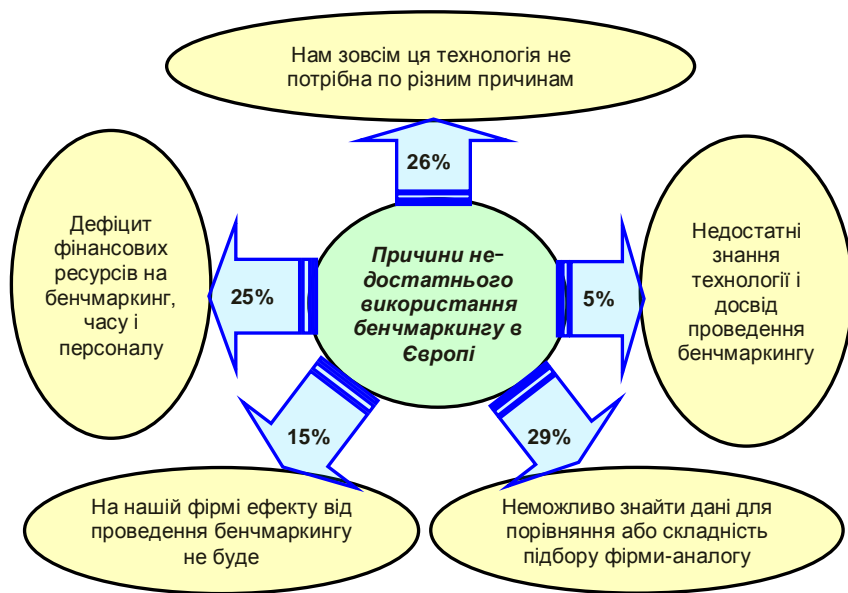 Нам зовсім ця технологія не
потрібна по різним причинам
26%
Дефіцит
фінансових
ресурсів на
бенчмаркинг,
часу і
персоналу
25%
Причини не-
достатнього
використання
бенчмаркингу в
Європі
5%
Недостатні
знання
технології і
досвід
проведення
бенчмаркингу
15%
29%
На нашій фірмі ефекту від
проведення бенчмаркингу
не буде
Неможливо знайти дані для
порівняння або складність
підбору фірми-аналогу